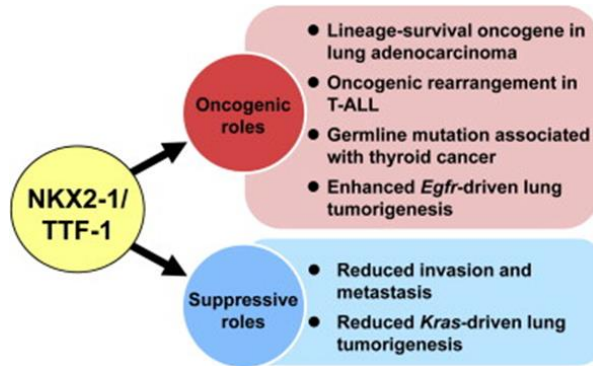 NKX2-1/
TTF-1
Oncogenic
roles
● Lineage-survival oncogene in
lung adenocarcinoma
● Oncogenic rearrangement in
T-ALL
● Germline mutation associated
with thyroid cancer
● Enhanced Egfr-driven lung
tumorigenesis
Suppressive
roles
● Reduced invasion and
metastasis
● Reduced Kras-driven lung
tumorigenesis